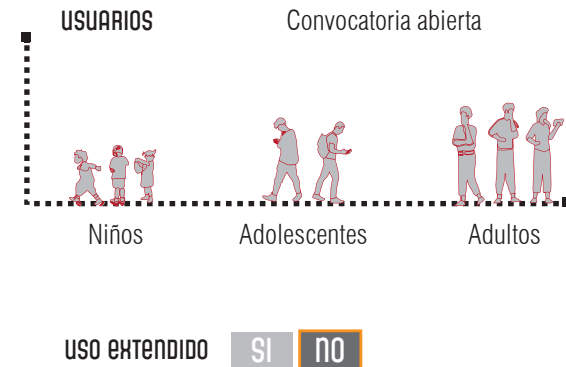 USUARIOS Convocatoria abierta
Niños Adolescentes Adultos
USO EXTENDIDO SI NO